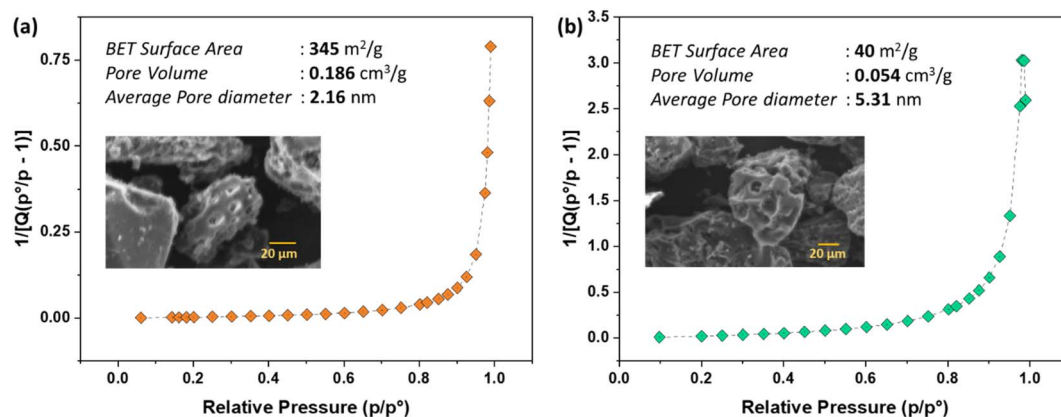 (a)
BET Surface Area : 345 m²/g
Pore Volume : 0.186 cm³/g
Average Pore diameter : 2.16 nm
20 µm
1/[Q(p°/p - 1)]
0.75
0.50
0.25
0.00
0.0 0.2 0.4 0.6 0.8 1.0
Relative Pressure (p/p°)
(b)
BET Surface Area : 40 m²/g
Pore Volume : 0.054 cm³/g
Average Pore diameter : 5.31 nm
20 µm
1/[Q(p°/p - 1)]
3.5
3.0
2.5
2.0
1.5
1.0
0.5
0.0
0.0 0.2 0.4 0.6 0.8 1.0
Relative Pressure (p/p°)